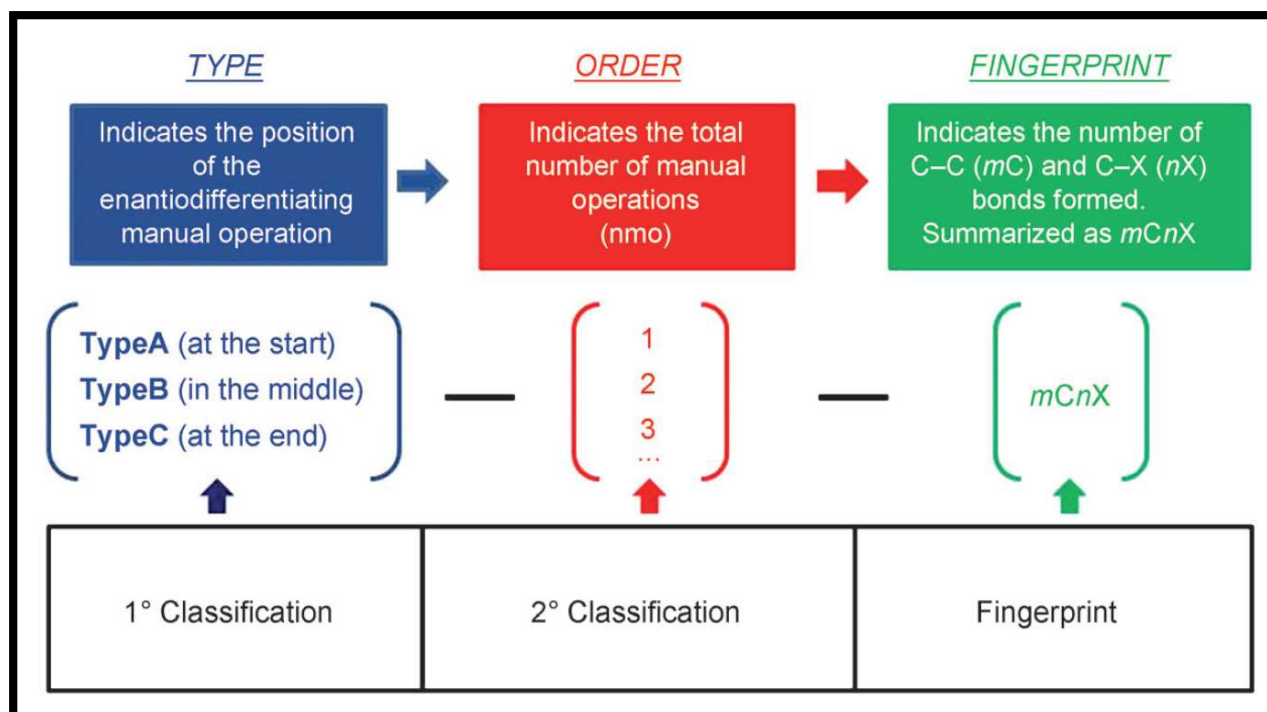 TYPE
ORDER
FINGERPRINT
Indicates the position
of the
enantiodifferentiating
manual operation
Indicates the total
number of manual
operations
(nmo)
Indicates the number of
C–C (mC) and C–X (nX)
bonds formed.
Summarized as mCnX
TypeA (at the start)
TypeB (in the middle)
TypeC (at the end)
1
2
3
...
mCnX
1° Classification
2° Classification
Fingerprint